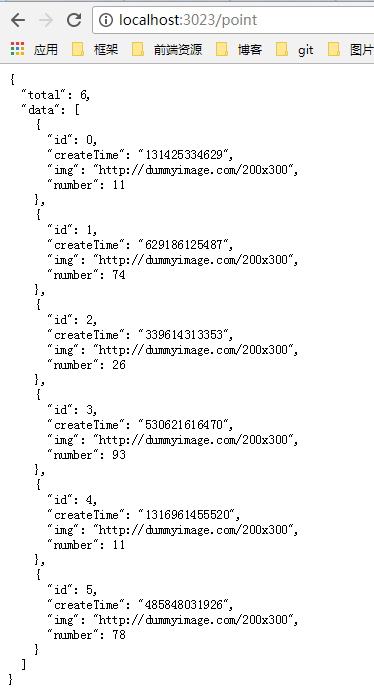 localhost:3023/point
应用 框架 前端资源 博客 git 图片
{
  "total": 6,
  "data": [
    {
      "id": 0,
      "createTime": "131425334629",
      "img": "http://dummyimage.com/200x300",
      "number": 11
    },
    {
      "id": 1,
      "createTime": "629186125487",
      "img": "http://dummyimage.com/200x300",
      "number": 74
    },
    {
      "id": 2,
      "createTime": "339614313353",
      "img": "http://dummyimage.com/200x300",
      "number": 26
    },
    {
      "id": 3,
      "createTime": "530621616470",
      "img": "http://dummyimage.com/200x300",
      "number": 93
    },
    {
      "id": 4,
      "createTime": "1316961455520",
      "img": "http://dummyimage.com/200x300",
      "number": 11
    },
    {
      "id": 5,
      "createTime": "485848031926",
      "img": "http://dummyimage.com/200x300",
      "number": 78
    }
  ]
}